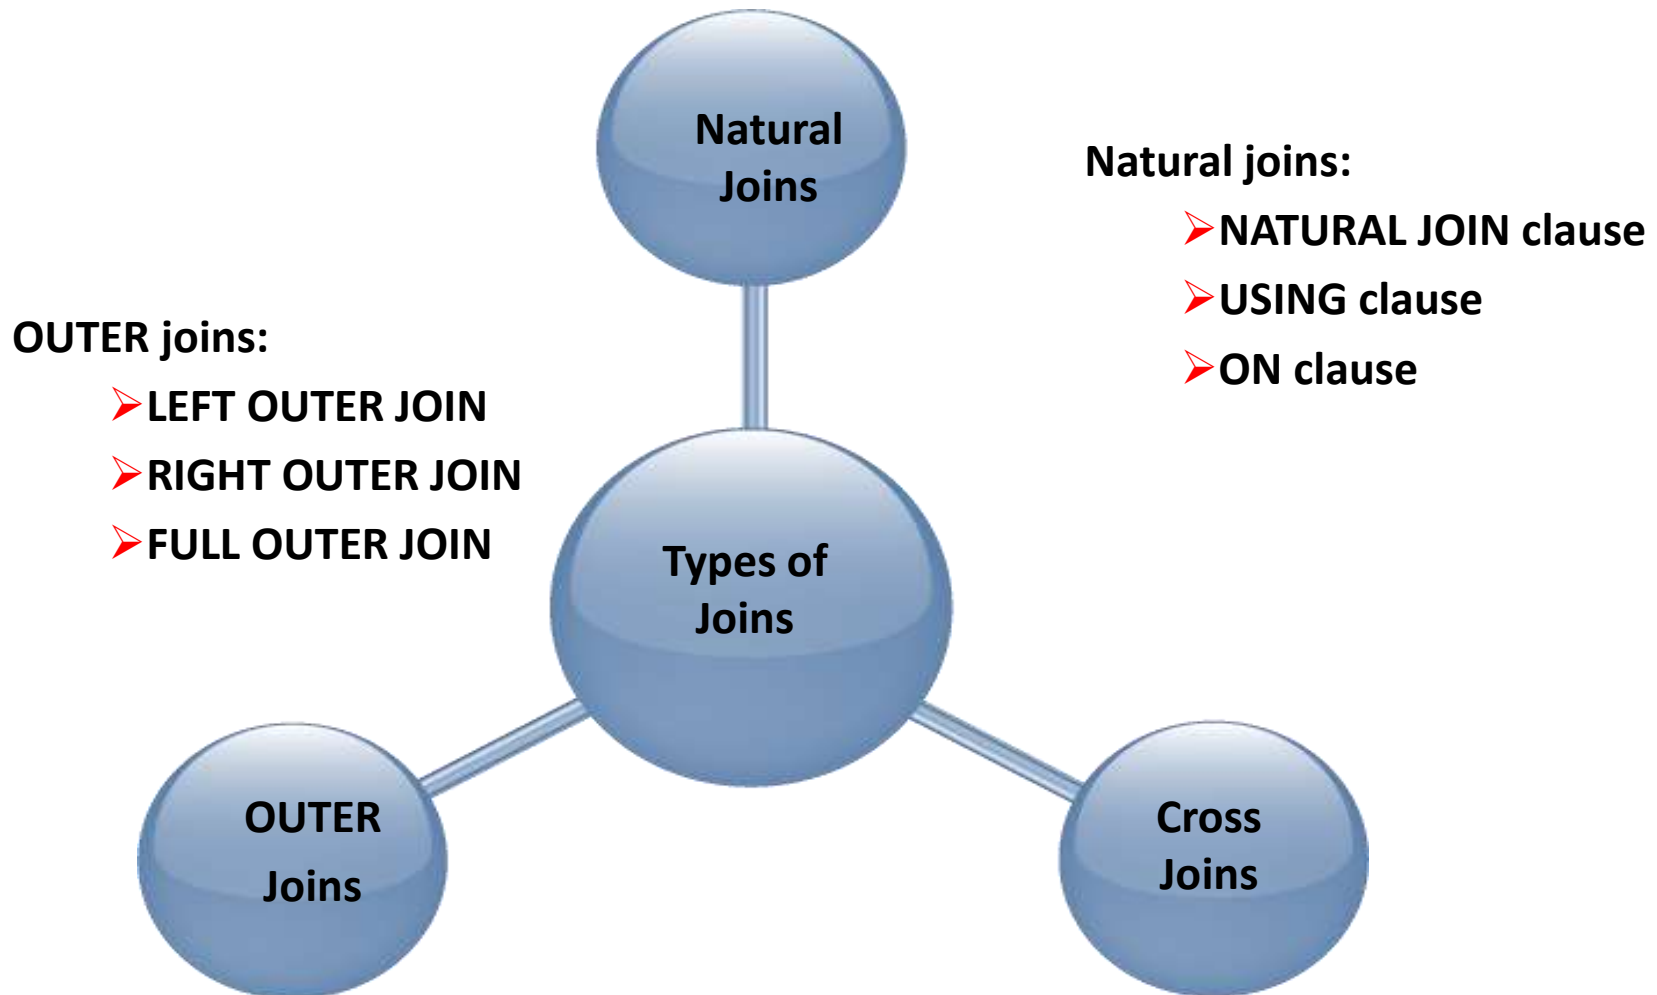 Natural
Joins
Natural joins:
➢NATURAL JOIN clause
➢USING clause
➢ON clause
OUTER joins:
➢LEFT OUTER JOIN
➢RIGHT OUTER JOIN
➢FULL OUTER JOIN
Types of
Joins
OUTER
Joins
Cross
Joins